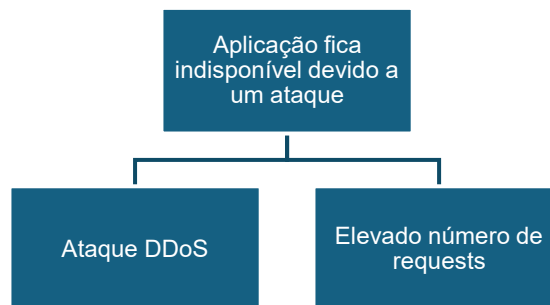 Aplicação fica
indisponível devido a
um ataque
Ataque DDoS
Elevado número de
requests